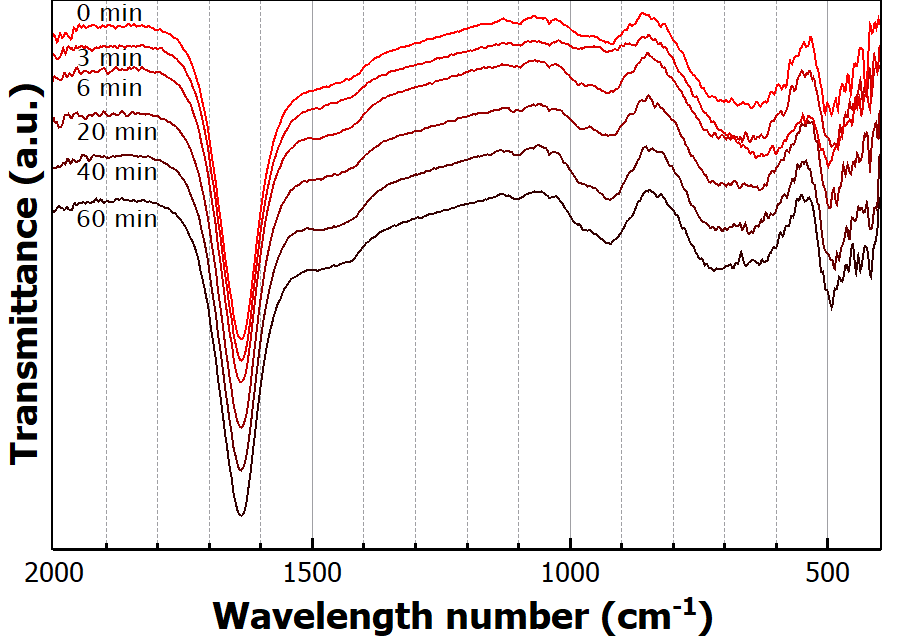 0 min
3 min
6 min
20 min
40 min
60 min
Transmittance (a.u.)
2000 1500 1000 500
Wavelength number (cm⁻¹)